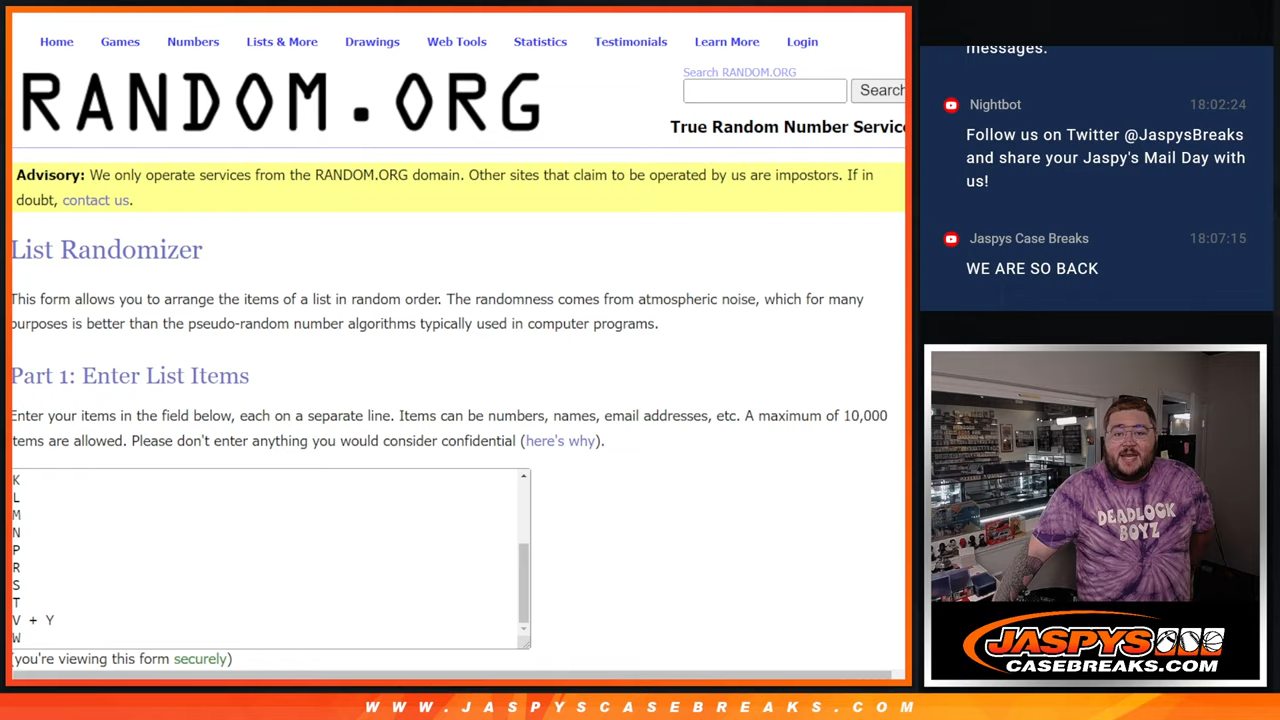 Home Games Numbers Lists & More Drawings Web Tools Statistics Testimonials Learn More Login
RANDOM.ORG
Search RANDOM.ORG
Search
True Random Number Service
Advisory: We only operate services from the RANDOM.ORG domain. Other sites that claim to be operated by us are impostors. If in
doubt, contact us.
List Randomizer
This form allows you to arrange the items of a list in random order. The randomness comes from atmospheric noise, which for many
purposes is better than the pseudo-random number algorithms typically used in computer programs.
Part 1: Enter List Items
Enter your items in the field below, each on a separate line. Items can be numbers, names, email addresses, etc. A maximum of 10,000
items are allowed. Please don't enter anything you would consider confidential (here's why).
K
L
M
N
P
R
S
T
V + Y
W
(you're viewing this form securely)
messages.
Nightbot 18:02:24
Follow us on Twitter @JaspysBreaks
and share your Jaspy's Mail Day with
us!
Jaspys Case Breaks 18:07:15
WE ARE SO BACK
DEADLOCK
BOYZ
JASPYS
CASEBREAKS.COM
WWW.JASPYSCASEBREAKS.COM